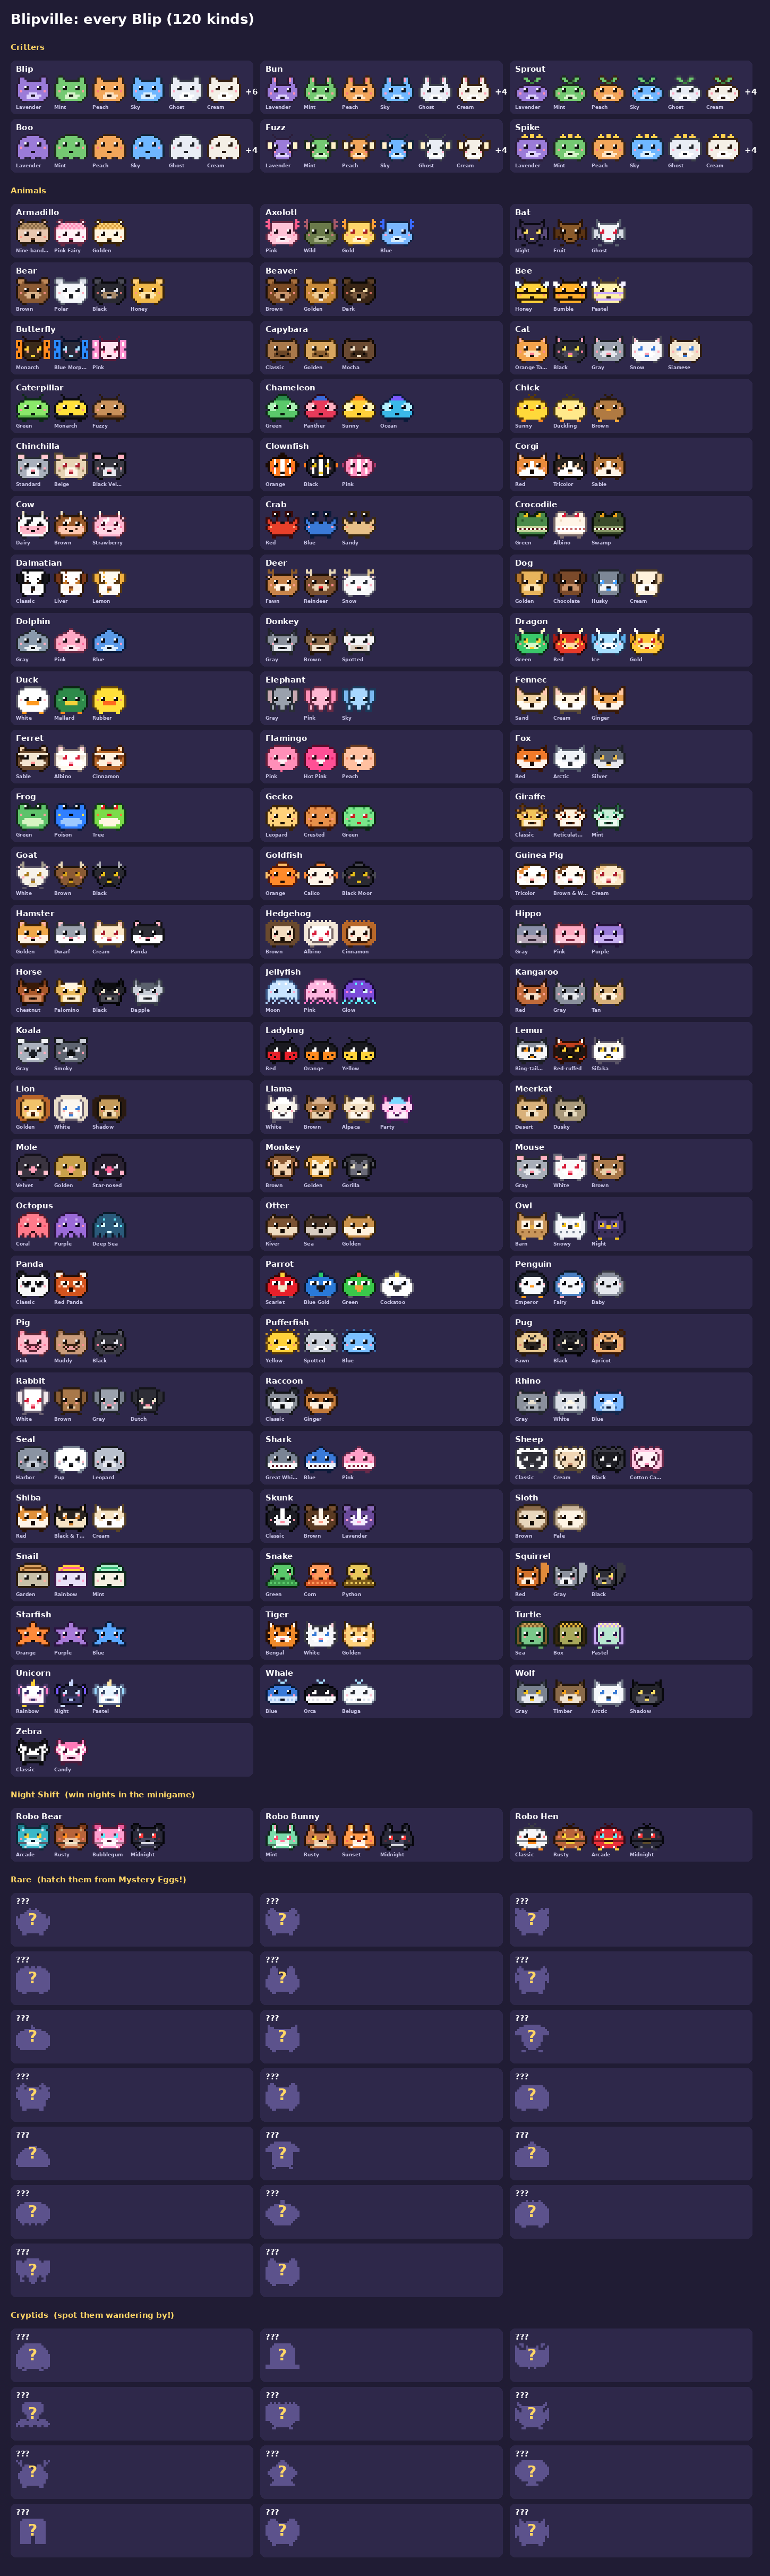 Blipville: every Blip (120 kinds)
Critters
Blip
Lavender Mint Peach Sky Ghost Cream +6
Bun
Lavender Mint Peach Sky Ghost Cream +4
Sprout
Lavender Mint Peach Sky Ghost Cream +4
Boo
Lavender Mint Peach Sky Ghost Cream +4
Fuzz
Lavender Mint Peach Sky Ghost Cream +4
Spike
Lavender Mint Peach Sky Ghost Cream +4
Animals
Armadillo
Nine-band... Pink Fairy Golden
Axolotl
Pink Wild Gold Blue
Bat
Night Fruit Ghost
Bear
Brown Polar Black Honey
Beaver
Brown Golden Dark
Bee
Honey Bumble Pastel
Butterfly
Monarch Blue Morp... Pink
Capybara
Classic Golden Mocha
Cat
Orange Ta... Black Gray Snow Siamese
Caterpillar
Green Monarch Fuzzy
Chameleon
Green Panther Sunny Ocean
Chick
Sunny Duckling Brown
Chinchilla
Standard Beige Black Vel...
Clownfish
Orange Black Pink
Corgi
Red Tricolor Sable
Cow
Dairy Brown Strawberry
Crab
Red Blue Sandy
Crocodile
Green Albino Swamp
Dalmatian
Classic Liver Lemon
Deer
Fawn Reindeer Snow
Dog
Golden Chocolate Husky Cream
Dolphin
Gray Pink Blue
Donkey
Gray Brown Spotted
Dragon
Green Red Ice Gold
Duck
White Mallard Rubber
Elephant
Gray Pink Sky
Fennec
Sand Cream Ginger
Ferret
Sable Albino Cinnamon
Flamingo
Pink Hot Pink Peach
Fox
Red Arctic Silver
Frog
Green Poison Tree
Gecko
Leopard Crested Green
Giraffe
Classic Reticulat... Mint
Goat
White Brown Black
Goldfish
Orange Calico Black Moor
Guinea Pig
Tricolor Brown & W... Cream
Hamster
Golden Dwarf Cream Panda
Hedgehog
Brown Albino Cinnamon
Hippo
Gray Pink Purple
Horse
Chestnut Palomino Black Dapple
Jellyfish
Moon Pink Glow
Kangaroo
Red Gray Tan
Koala
Gray Smoky
Ladybug
Red Orange Yellow
Lemur
Ring-tail... Red-ruffed Sifaka
Lion
Golden White Shadow
Llama
White Brown Alpaca Party
Meerkat
Desert Dusky
Mole
Velvet Golden Star-nosed
Monkey
Brown Golden Gorilla
Mouse
Gray White Brown
Octopus
Coral Purple Deep Sea
Otter
River Sea Golden
Owl
Barn Snowy Night
Panda
Classic Red Panda
Parrot
Scarlet Blue Gold Green Cockatoo
Penguin
Emperor Fairy Baby
Pig
Pink Muddy Black
Pufferfish
Yellow Spotted Blue
Pug
Fawn Black Apricot
Rabbit
White Brown Gray Dutch
Raccoon
Classic Ginger
Rhino
Gray White Blue
Seal
Harbor Pup Leopard
Shark
Great Whi... Blue Pink
Sheep
Classic Cream Black Cotton Ca...
Shiba
Red Black & T... Cream
Skunk
Classic Brown Lavender
Sloth
Brown Pale
Snail
Garden Rainbow Mint
Snake
Green Corn Python
Squirrel
Red Gray Black
Starfish
Orange Purple Blue
Tiger
Bengal White Golden
Turtle
Sea Box Pastel
Unicorn
Rainbow Night Pastel
Whale
Blue Orca Beluga
Wolf
Gray Timber Arctic Shadow
Zebra
Classic Candy
Night Shift (win nights in the minigame)
Robo Bear
Arcade Rusty Bubblegum Midnight
Robo Bunny
Mint Rusty Sunset Midnight
Robo Hen
Classic Rusty Arcade Midnight
Rare (hatch them from Mystery Eggs!)
??? ??? ???
? ? ?
??? ??? ???
? ? ?
??? ??? ???
? ? ?
??? ??? ???
? ? ?
??? ??? ???
? ? ?
??? ??? ???
? ? ?
??? ???
? ?
Cryptids (spot them wandering by!)
??? ??? ???
? ? ?
??? ??? ???
? ? ?
??? ??? ???
? ? ?
??? ??? ???
? ? ?